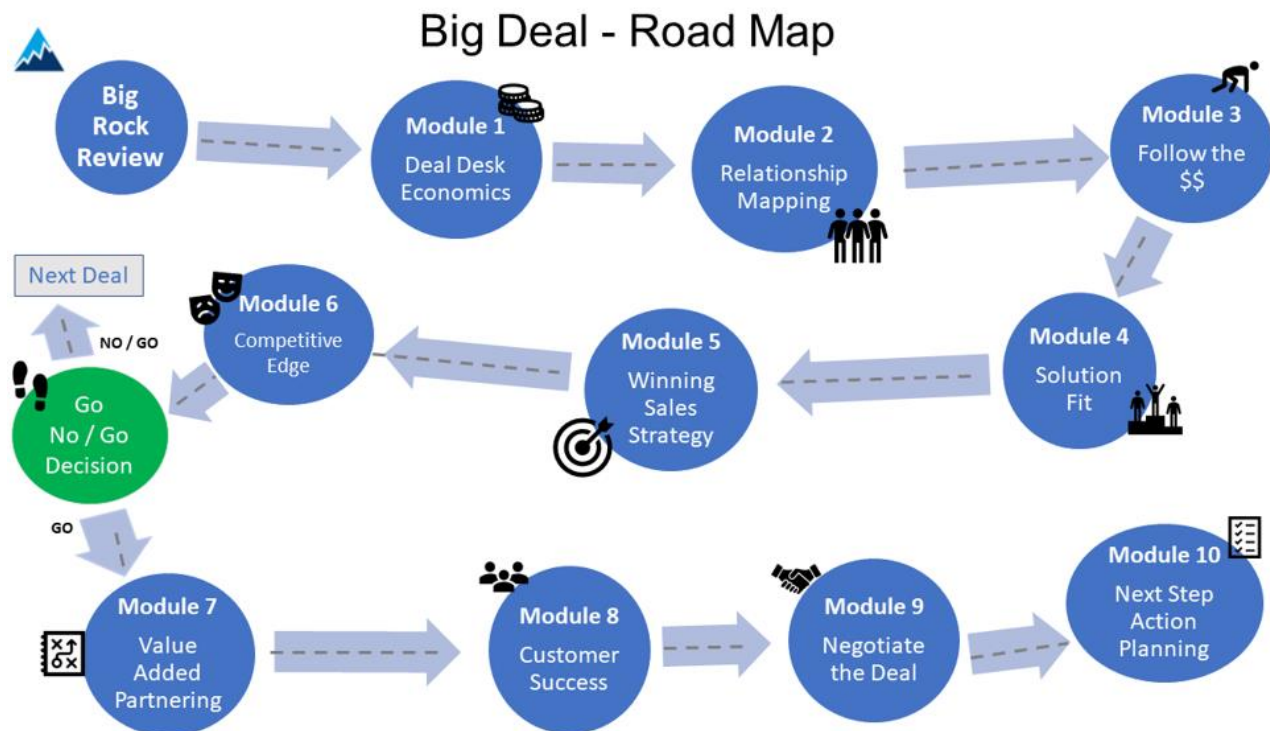 Big Deal - Road Map
Big
Rock
Review
Module 1
Deal Desk
Economics
Module 2
Relationship
Mapping
Module 3
Follow the
$$
Module 4
Solution
Fit
Module 5
Winning
Sales
Strategy
Module 6
Competitive
Edge
Go
No / Go
Decision
NO / GO
Next Deal
GO
Module 7
Value
Added
Partnering
Module 8
Customer
Success
Module 9
Negotiate
the Deal
Module 10
Next Step
Action
Planning